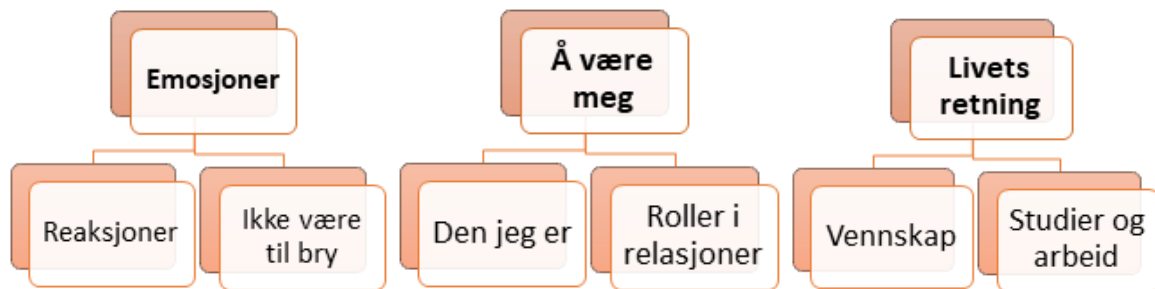 Emosjoner
Å være
meg
Livets
retning
Reaksjoner
Ikke være
til bry
Den jeg er
Roller i
relasjoner
Vennskap
Studier og
arbeid